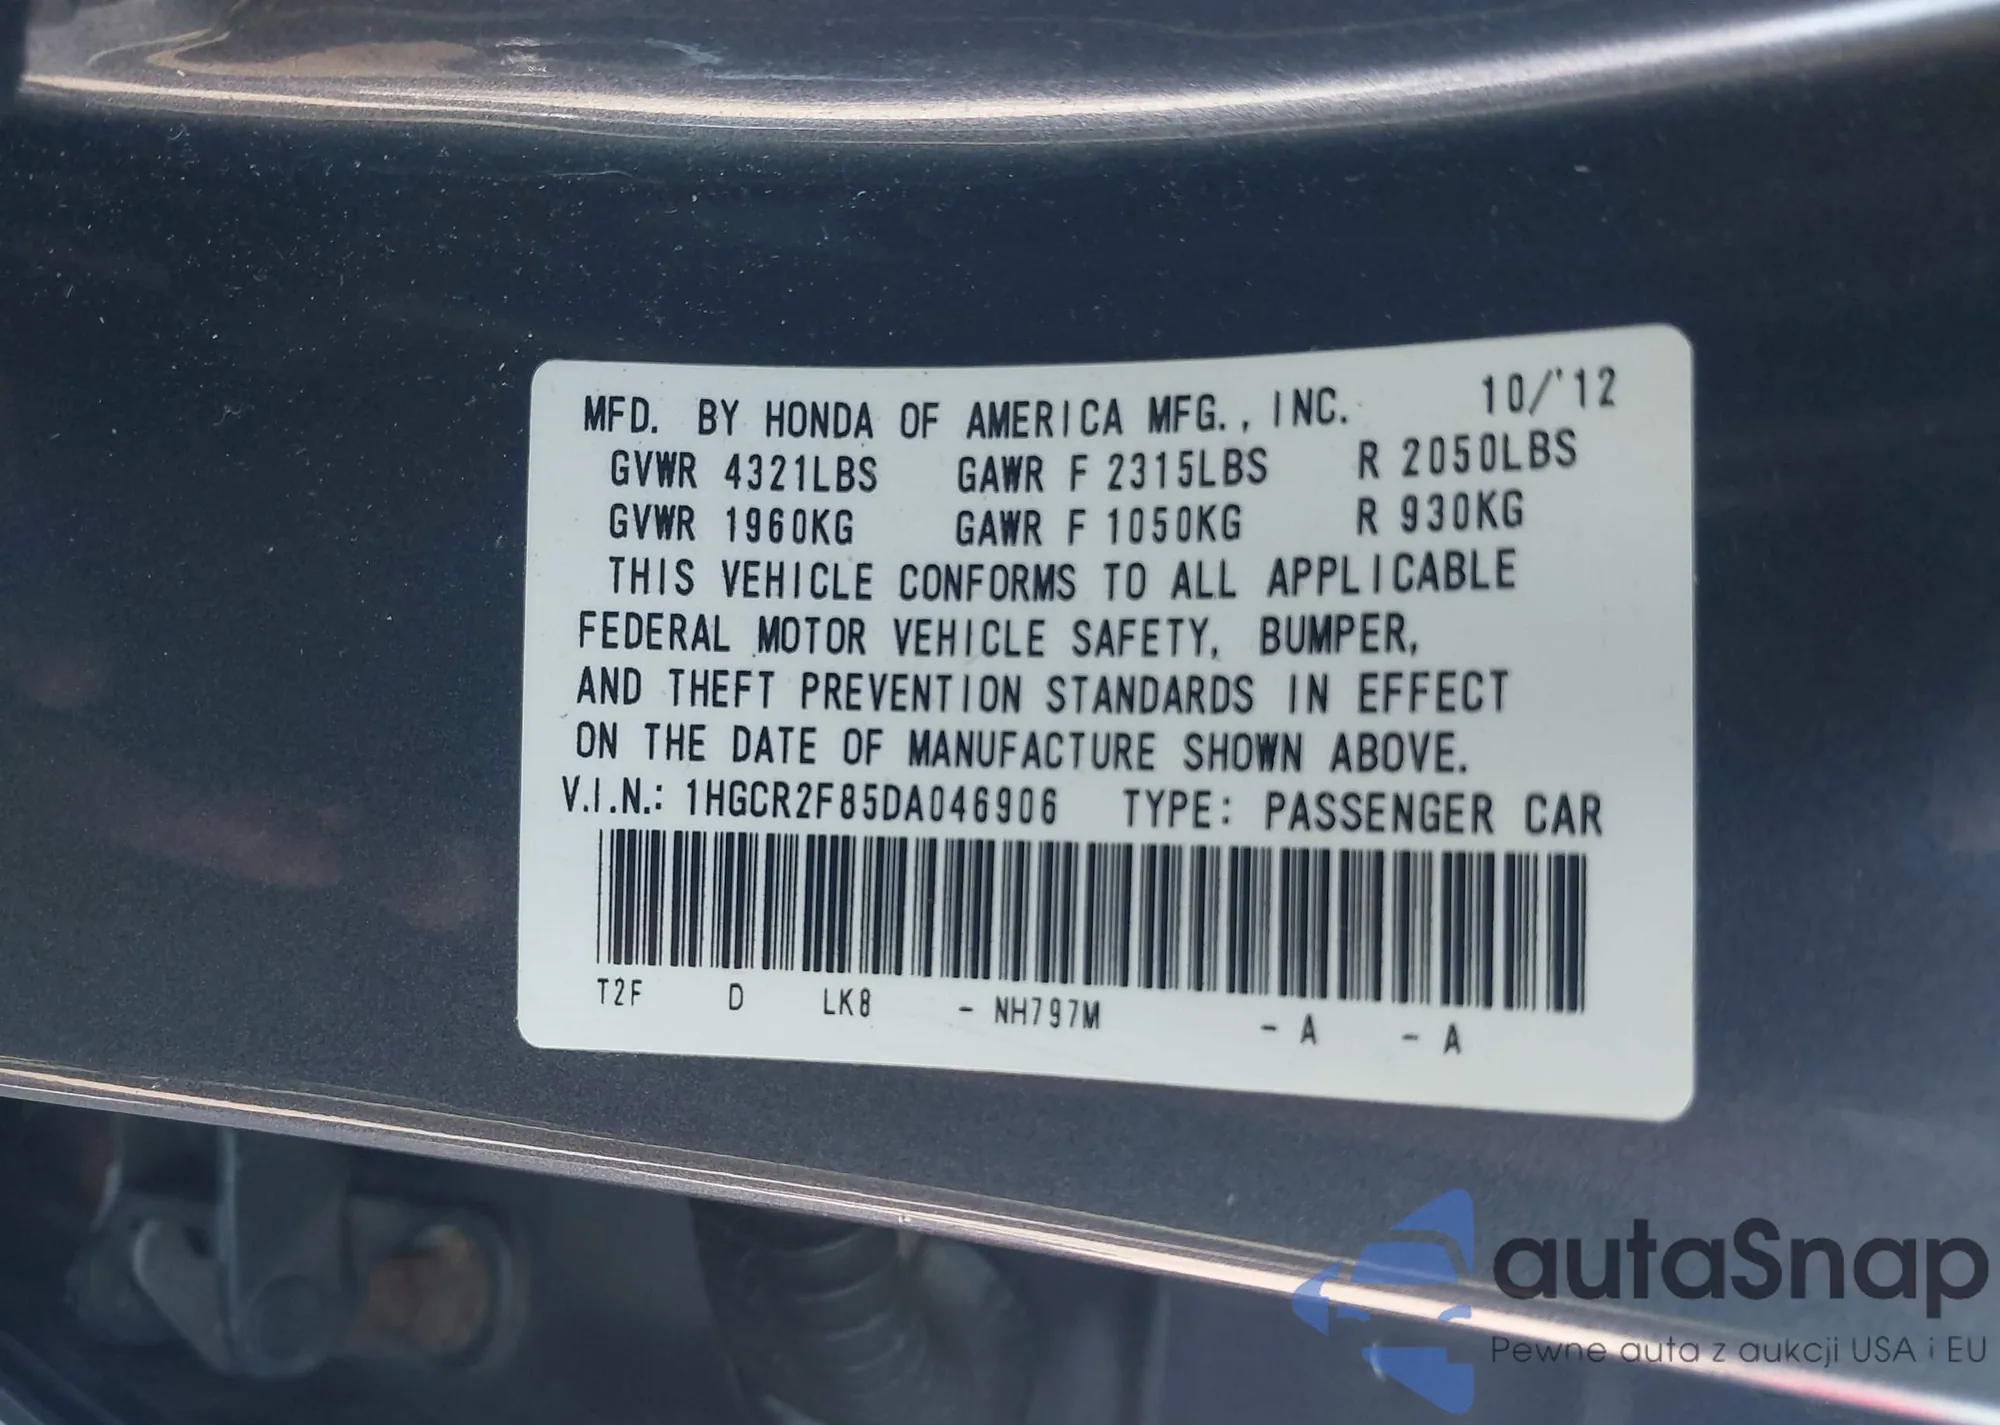 MFD. BY HONDA OF AMERICA MFG., INC. 10/'12
GVWR 4321LBS GAWR F 2315LBS R 2050LBS
GVWR 1960KG GAWR F 1050KG R 930KG
THIS VEHICLE CONFORMS TO ALL APPLICABLE
FEDERAL MOTOR VEHICLE SAFETY, BUMPER,
AND THEFT PREVENTION STANDARDS IN EFFECT
ON THE DATE OF MANUFACTURE SHOWN ABOVE.
V.I.N.: 1HGCR2F85DA046906 TYPE: PASSENGER CAR
T2F D LK8 - NH797M - A - A
autaSnap
Pewne auta z aukcji USA i EU